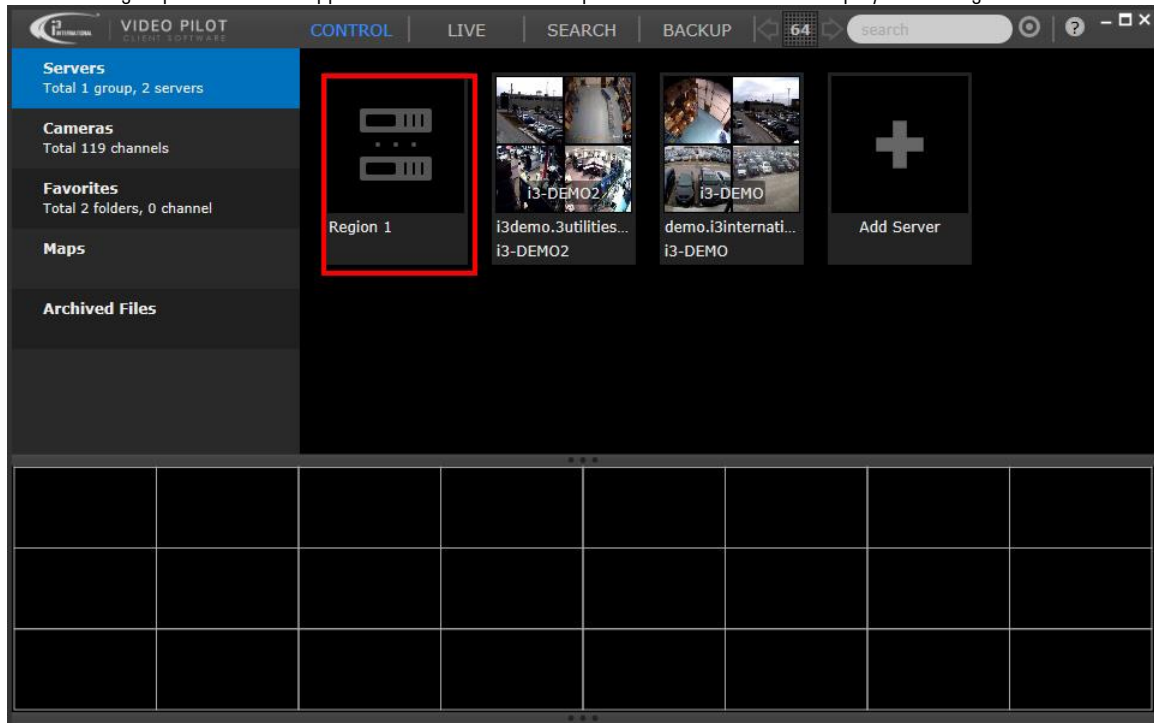 VIDEO PILOT
CLIENT SOFTWARE
CONTROL LIVE SEARCH BACKUP 64 search ?
Servers
Total 1 group, 2 servers
Cameras
Total 119 channels
Favorites
Total 2 folders, 0 channel
Maps
Archived Files
Region 1
i3-DEMO2
i3demo.3utilities...
i3-DEMO2
i3-DEMO
demo.i3internati...
i3-DEMO
Add Server